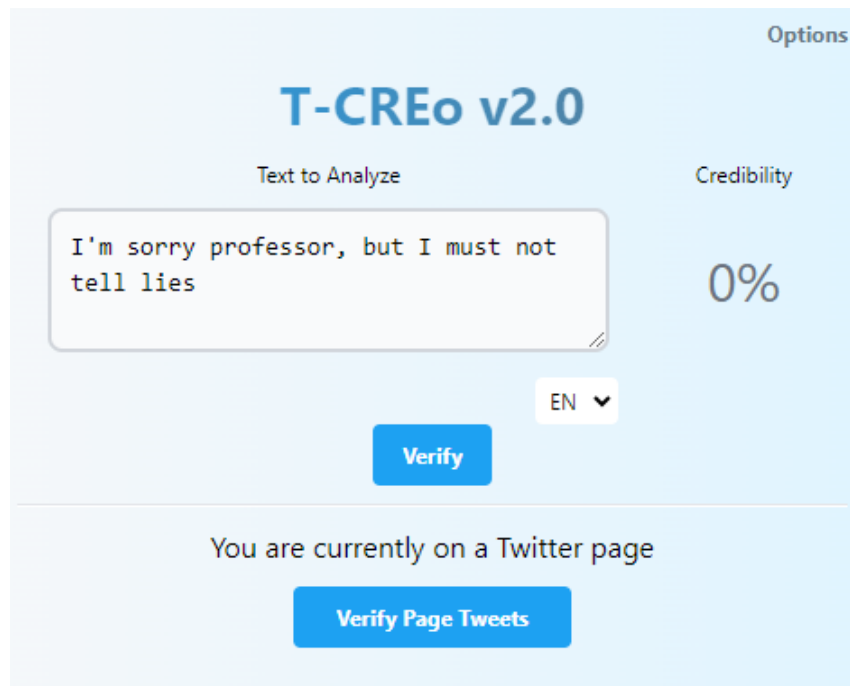 Options
T-CREo v2.0
Text to Analyze
Credibility
I'm sorry professor, but I must not
tell lies
0%
EN
Verify
You are currently on a Twitter page
Verify Page Tweets